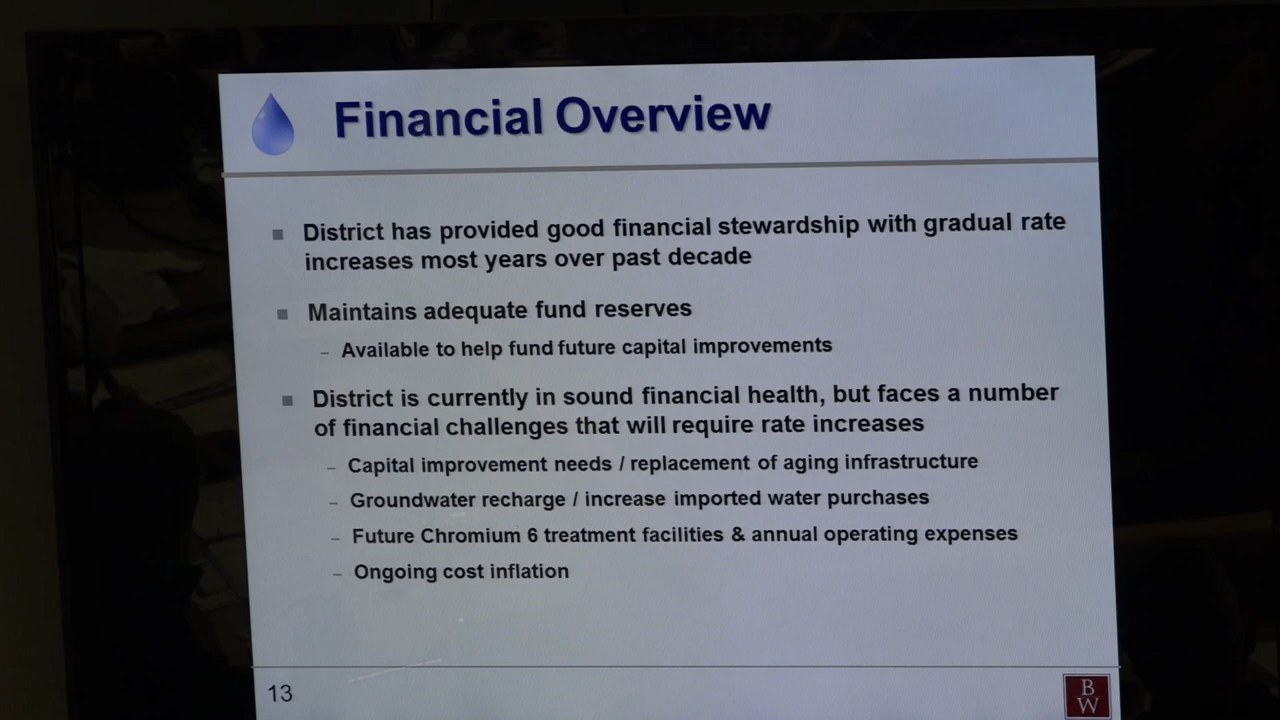 Financial Overview
District has provided good financial stewardship with gradual rate
increases most years over past decade
Maintains adequate fund reserves
– Available to help fund future capital improvements
District is currently in sound financial health, but faces a number
of financial challenges that will require rate increases
– Capital improvement needs / replacement of aging infrastructure
– Groundwater recharge / increase imported water purchases
– Future Chromium 6 treatment facilities & annual operating expenses
– Ongoing cost inflation
13
B
W